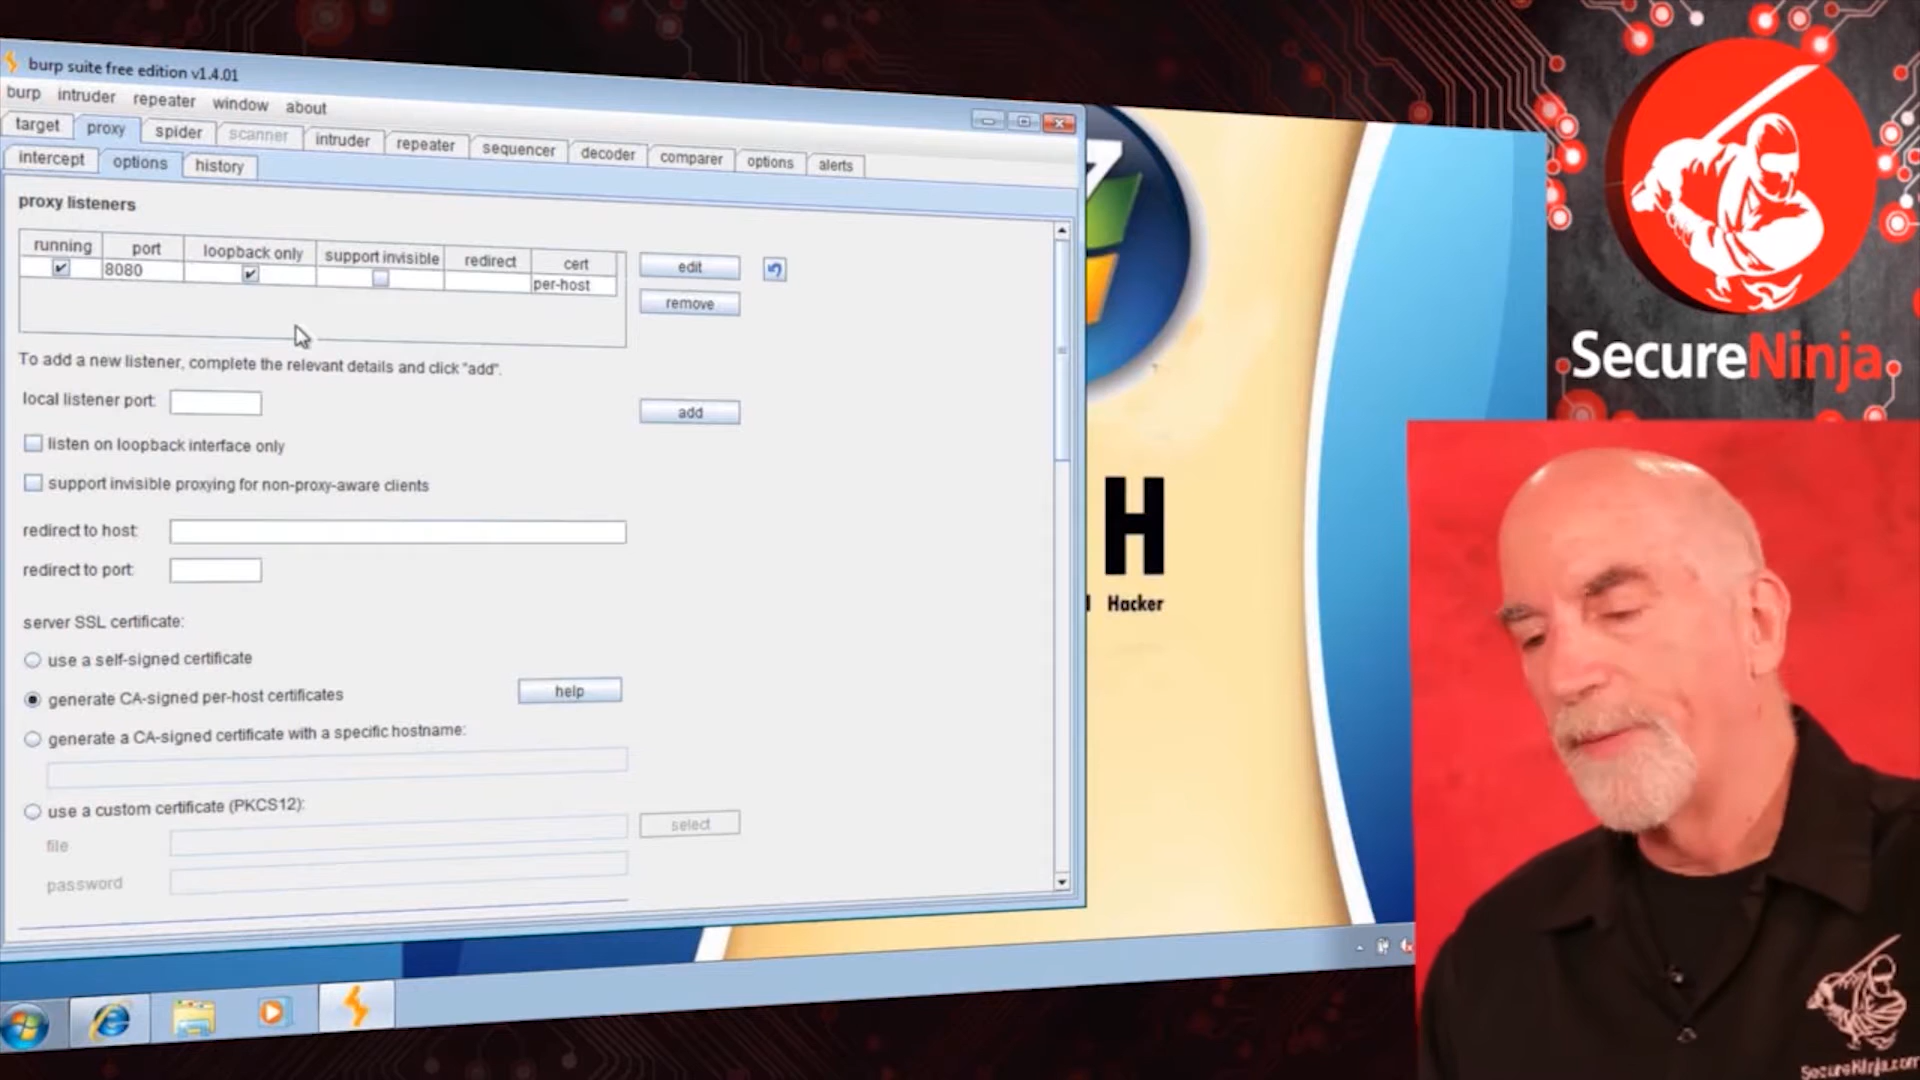 burp suite free edition v1.4.01
burp intruder repeater window about
target proxy spider scanner intruder repeater sequencer decoder comparer options alerts
intercept options history
proxy listeners
running port loopback only support invisible redirect cert
8080 per-host
edit
remove
To add a new listener, complete the relevant details and click "add".
local listener port:
add
listen on loopback interface only
support invisible proxying for non-proxy-aware clients
redirect to host:
redirect to port:
server SSL certificate:
use a self-signed certificate
generate CA-signed per-host certificates
help
generate a CA-signed certificate with a specific hostname:
use a custom certificate (PKCS12):
file
select
password
H
Hacker
SecureNinja
SecureNinja.com